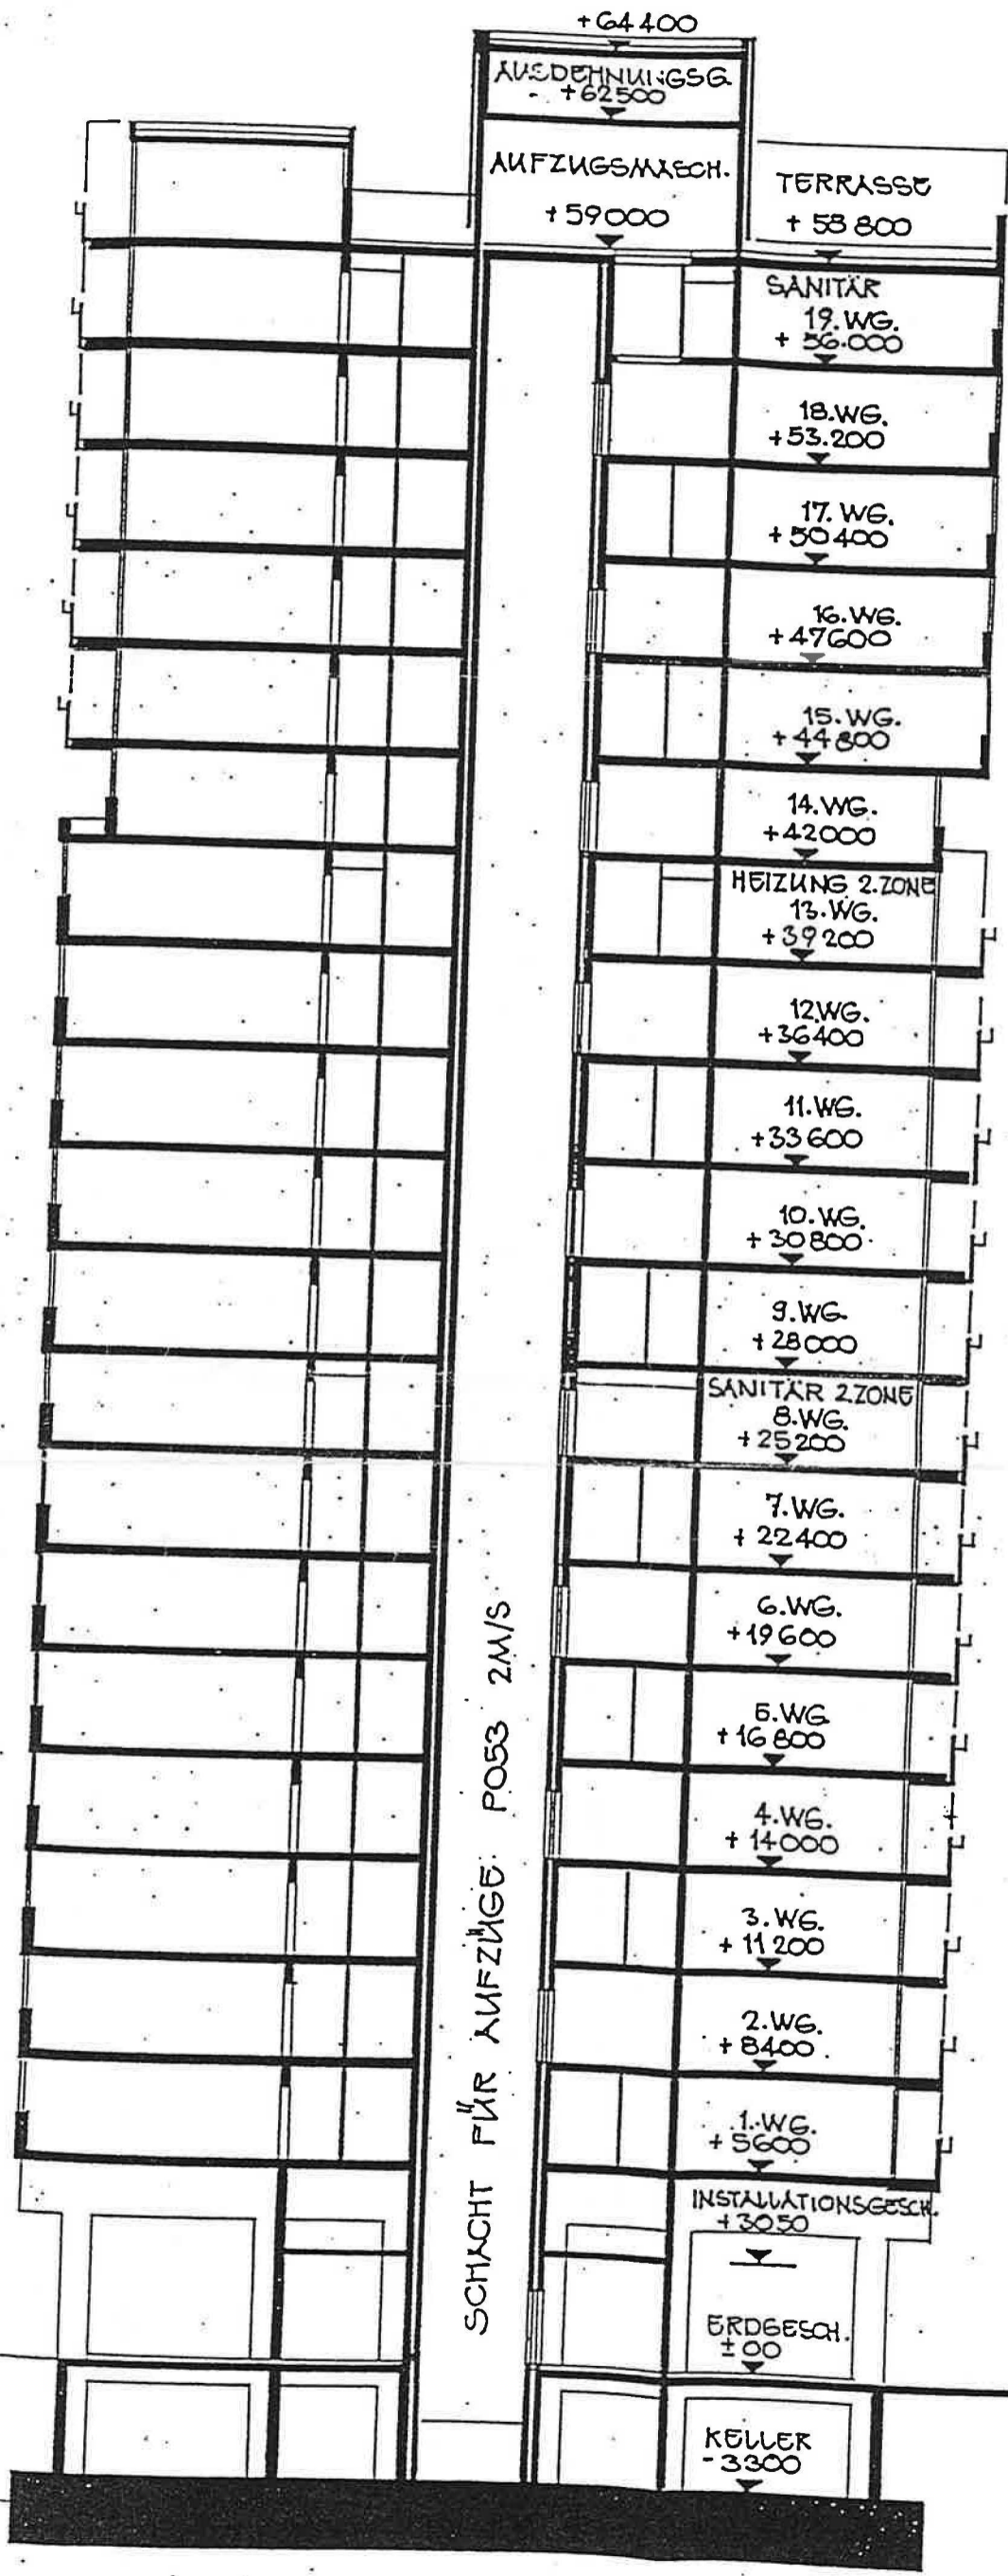 +64400
AUSDEHNUNGSG.
+62500
AUFZUGSMASCH.
+59000
TERRASSE
+ 58 800
SANITÄR
19. WG.
+ 56.000
18. WG.
+53.200
17. WG.
+50400
16. WG.
+47600
15. WG.
+44800
14. WG.
+42000
HEIZUNG 2.ZONE
13. WG.
+39200
12.WG.
+36400
11. WG.
+33600
10. WG.
+30800
9. WG.
+28000
SANITÄR 2.ZONE
8. WG.
+25200
7. WG.
+ 22400
6. WG.
+19600
5. WG
+16800
4. WG.
+ 14000
3. WG.
+ 11200
2. WG.
+8400
1. WG.
+5600
INSTALLATIONSGESCH.
+3050
ERDGESCH.
±00
KELLER
-3300
SCHACHT FÜR AUFZÜGE: PO53 2M/S